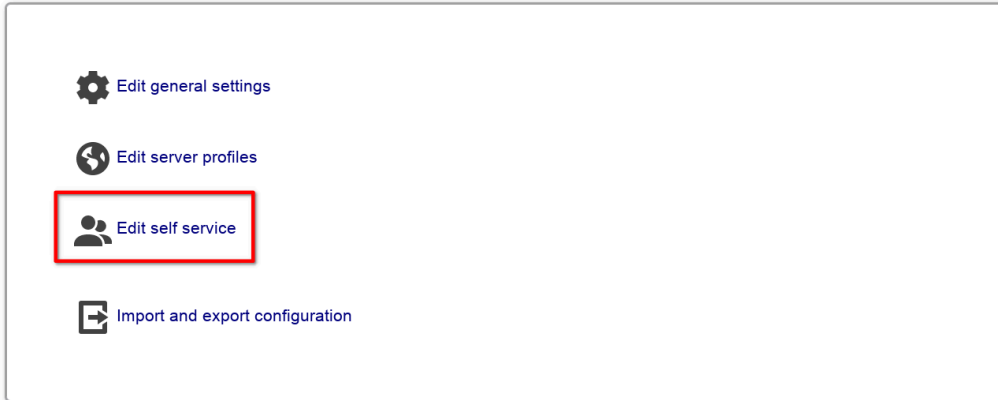 Edit general settings
Edit server profiles
Edit self service
Import and export configuration